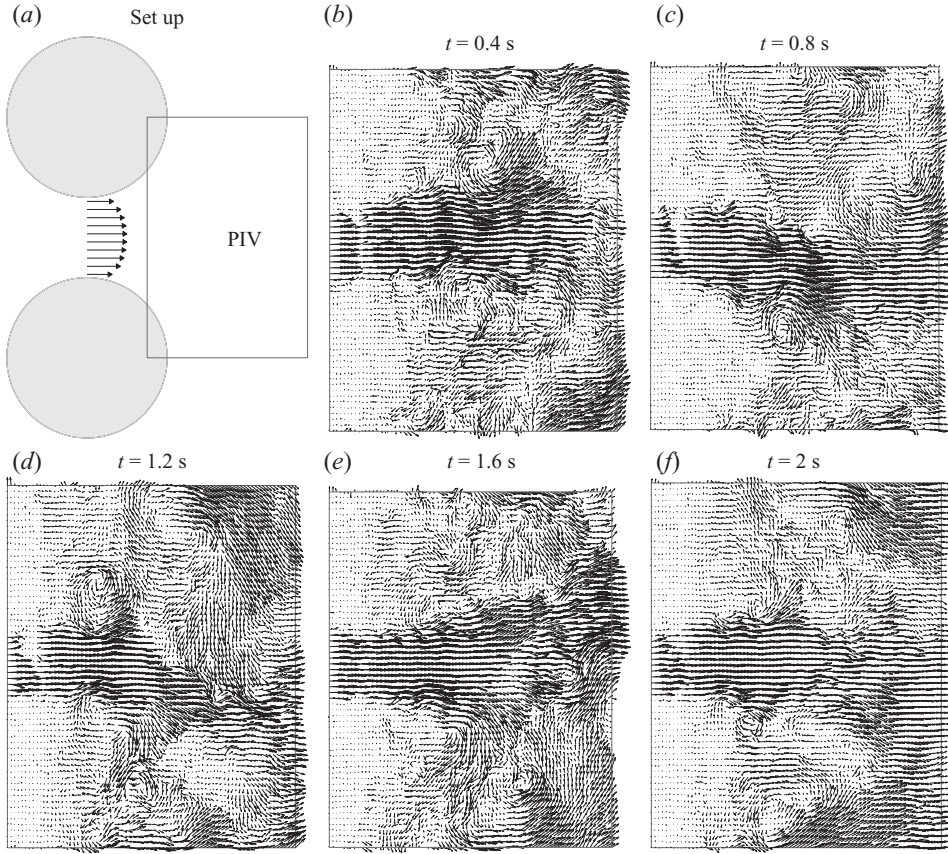 (a)
Set up
PIV
(b)
t = 0.4 s
(c)
t = 0.8 s
(d)
t = 1.2 s
(e)
t = 1.6 s
(f)
t = 2 s